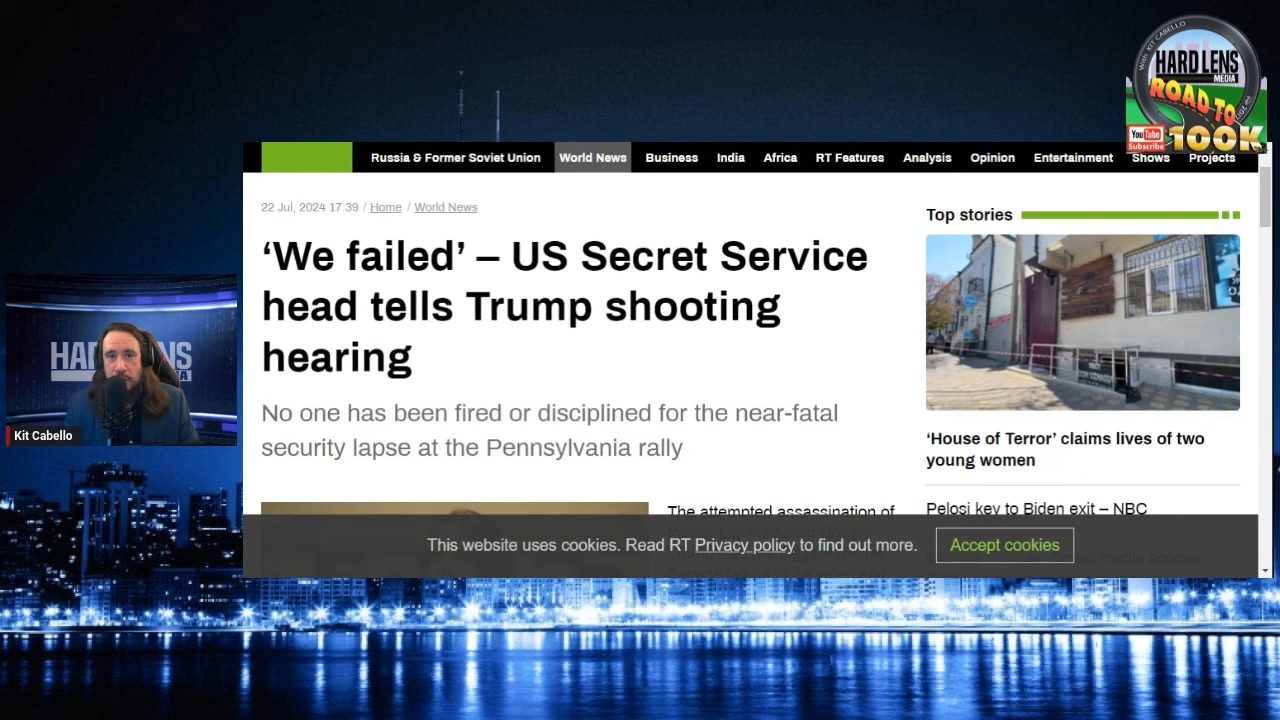 With KIT CABELLO
HARD LENS
MEDIA
ROAD TO
YouTube
Subscribe
100K
Russia & Former Soviet Union World News Business India Africa RT Features Analysis Opinion Entertainment Shows Projects
22 Jul, 2024 17:39 / Home / World News
‘We failed’ – US Secret Service
head tells Trump shooting
hearing
No one has been fired or disciplined for the near-fatal
security lapse at the Pennsylvania rally
The attempted assassination of
Top stories
‘House of Terror’ claims lives of two
young women
Pelosi key to Biden exit – NBC
This website uses cookies. Read RT Privacy policy to find out more.
Accept cookies
Kit Cabello